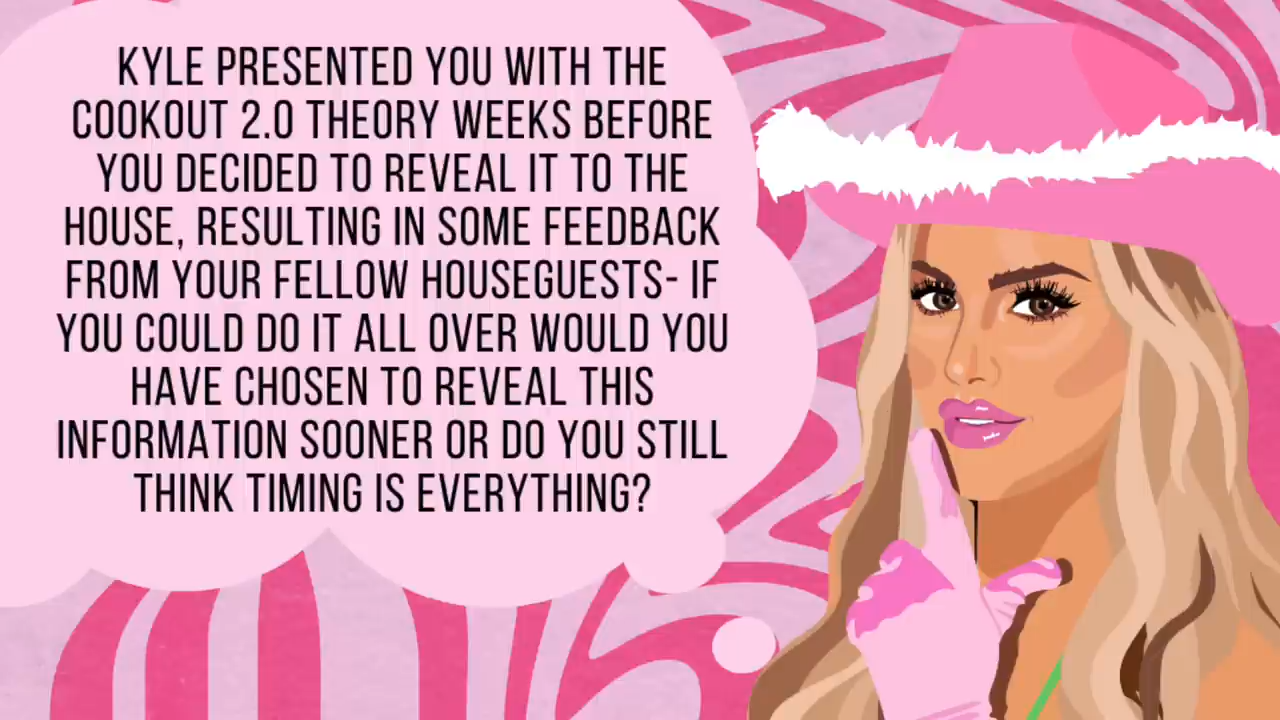 KYLE PRESENTED YOU WITH THE
COOKOUT 2.0 THEORY WEEKS BEFORE
YOU DECIDED TO REVEAL IT TO THE
HOUSE, RESULTING IN SOME FEEDBACK
FROM YOUR FELLOW HOUSEGUESTS- IF
YOU COULD DO IT ALL OVER WOULD YOU
HAVE CHOSEN TO REVEAL THIS
INFORMATION SOONER OR DO YOU STILL
THINK TIMING IS EVERYTHING?